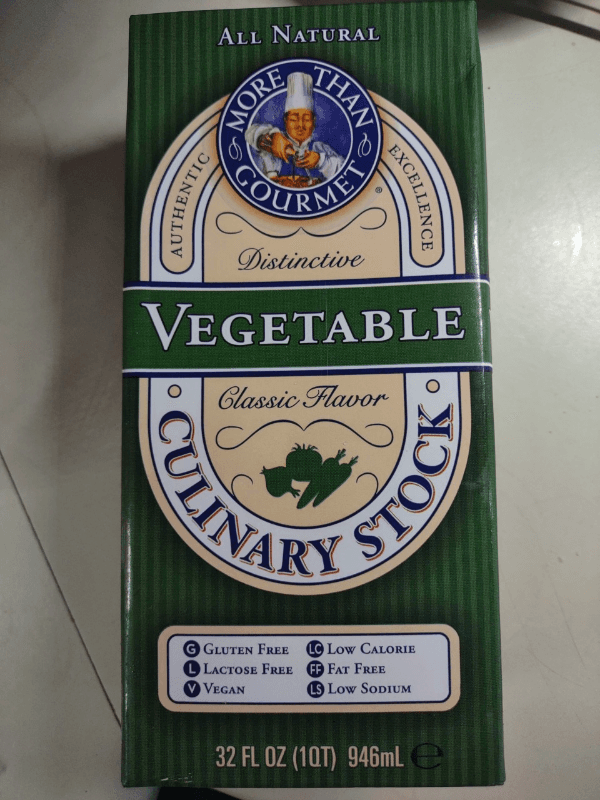 ALL NATURAL
MORE THAN
GOURMET ®
AUTHENTIC
EXCELLENCE
Distinctive
VEGETABLE
Classic Flavor
CULINARY STOCK
G GLUTEN FREE LC LOW CALORIE
L LACTOSE FREE FF FAT FREE
V VEGAN LS LOW SODIUM
32 FL OZ (1QT) 946mL ℮